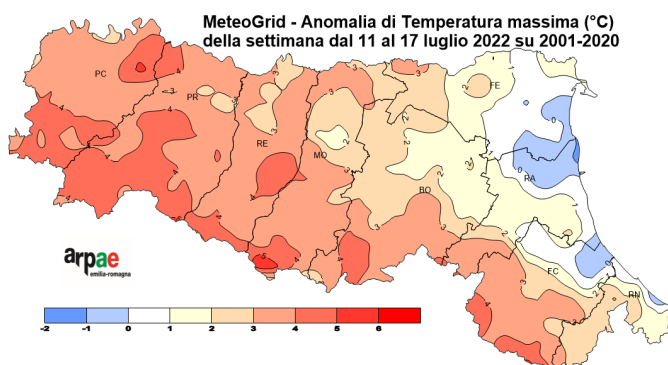 MeteoGrid - Anomalia di Temperatura massima (°C)
della settimana dal 11 al 17 luglio 2022 su 2001-2020
PC
PR
RE
MO
BO
FE
RA
FC
RN
arpae
emilia-romagna
-2 -1 0 1 2 3 4 5 6